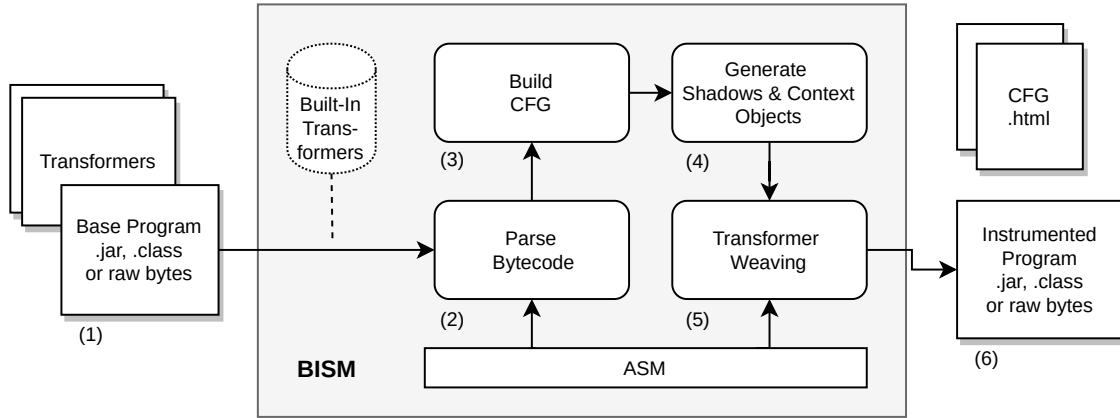 Transformers
Base Program
.jar, .class
or raw bytes
(1)
Built-In
Trans-
formers
Build
CFG
(3)
Generate
Shadows & Context
Objects
(4)
Parse
Bytecode
(2)
Transformer
Weaving
(5)
BISM
ASM
CFG
.html
Instrumented
Program
.jar, .class
or raw bytes
(6)